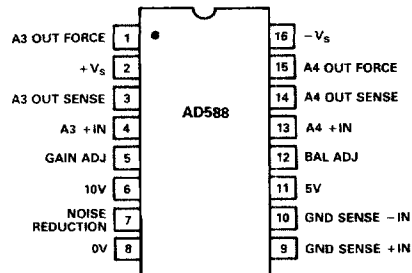 A3 OUT FORCE 1
+VS 2
A3 OUT SENSE 3
A3 +IN 4
GAIN ADJ 5
10V 6
NOISE
REDUCTION 7
0V 8
AD588
16 −VS
15 A4 OUT FORCE
14 A4 OUT SENSE
13 A4 +IN
12 BAL ADJ
11 5V
10 GND SENSE −IN
9 GND SENSE +IN